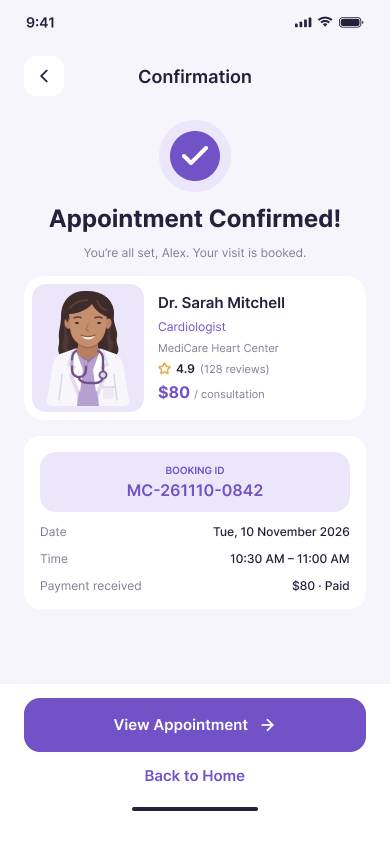 9:41
Confirmation
Appointment Confirmed!
You're all set, Alex. Your visit is booked.
Dr. Sarah Mitchell
Cardiologist
MediCare Heart Center
4.9 (128 reviews)
$80 / consultation
BOOKING ID
MC-261110-0842
Date Tue, 10 November 2026
Time 10:30 AM – 11:00 AM
Payment received $80 · Paid
View Appointment
Back to Home